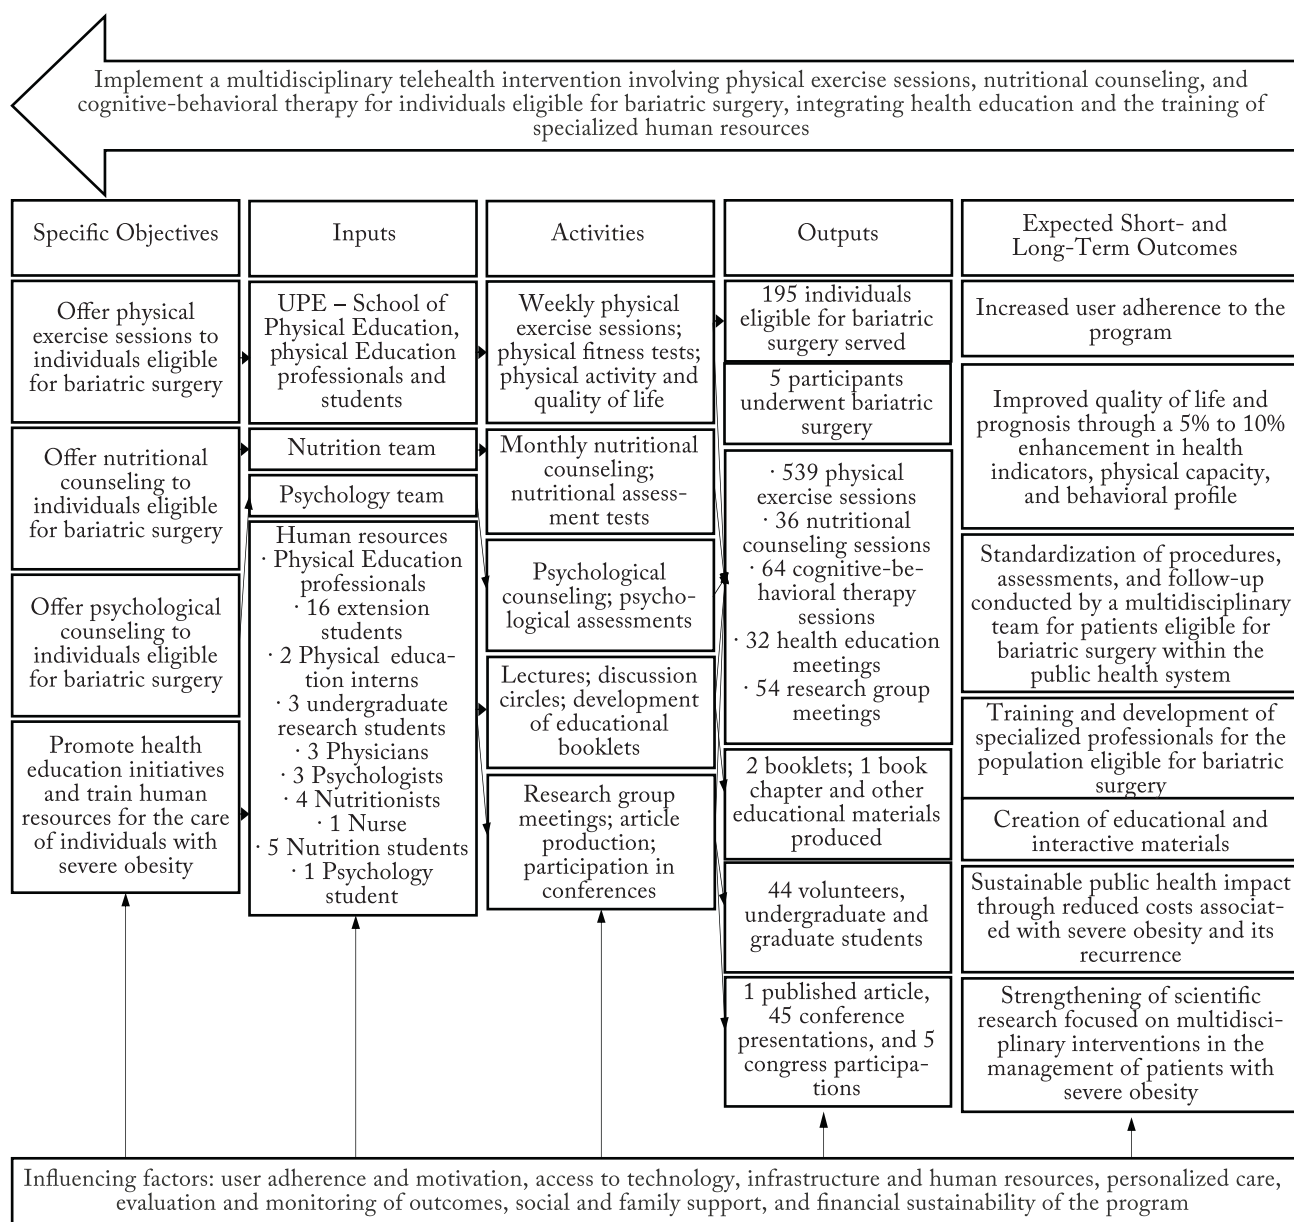 Implement a multidisciplinary telehealth intervention involving physical exercise sessions, nutritional counseling, and
cognitive-behavioral therapy for individuals eligible for bariatric surgery, integrating health education and the training of
specialized human resources
Specific Objectives
Offer physical
exercise sessions to
individuals eligible
for bariatric surgery
Offer nutritional
counseling to
individuals eligible
for bariatric surgery
Offer psychological
counseling to
individuals eligible
for bariatric surgery
Promote health
education initiatives
and train human
resources for the care
of individuals with
severe obesity
Inputs
UPE – School of
Physical Education,
physical Education
professionals and
students
Nutrition team
Psychology team
Human resources
· Physical Education
professionals
· 16 extension
students
· 2 Physical educa-
tion interns
· 3 undergraduate
research students
· 3 Physicians
· 3 Psychologists
· 4 Nutritionists
· 1 Nurse
· 5 Nutrition students
· 1 Psychology
student
Activities
Weekly physical
exercise sessions;
physical fitness tests;
physical activity and
quality of life
Monthly nutritional
counseling;
nutritional assess-
ment tests
Psychological
counseling; psycho-
logical assessments
Lectures; discussion
circles; development
of educational
booklets
Research group
meetings; article
production;
participation in
conferences
Outputs
195 individuals
eligible for bariatric
surgery served
5 participants
underwent bariatric
surgery
· 539 physical
exercise sessions
· 36 nutritional
counseling sessions
· 64 cognitive-be-
havioral therapy
sessions
· 32 health education
meetings
· 54 research group
meetings
2 booklets; 1 book
chapter and other
educational materials
produced
44 volunteers,
undergraduate and
graduate students
1 published article,
45 conference
presentations, and 5
congress participa-
tions
Expected Short- and
Long-Term Outcomes
Increased user adherence to the
program
Improved quality of life and
prognosis through a 5% to 10%
enhancement in health
indicators, physical capacity,
and behavioral profile
Standardization of procedures,
assessments, and follow-up
conducted by a multidisciplinary
team for patients eligible for
bariatric surgery within the
public health system
Training and development of
specialized professionals for the
population eligible for bariatric
surgery
Creation of educational and
interactive materials
Sustainable public health impact
through reduced costs associat-
ed with severe obesity and its
recurrence
Strengthening of scientific
research focused on multidisci-
plinary interventions in the
management of patients with
severe obesity
Influencing factors: user adherence and motivation, access to technology, infrastructure and human resources, personalized care,
evaluation and monitoring of outcomes, social and family support, and financial sustainability of the program